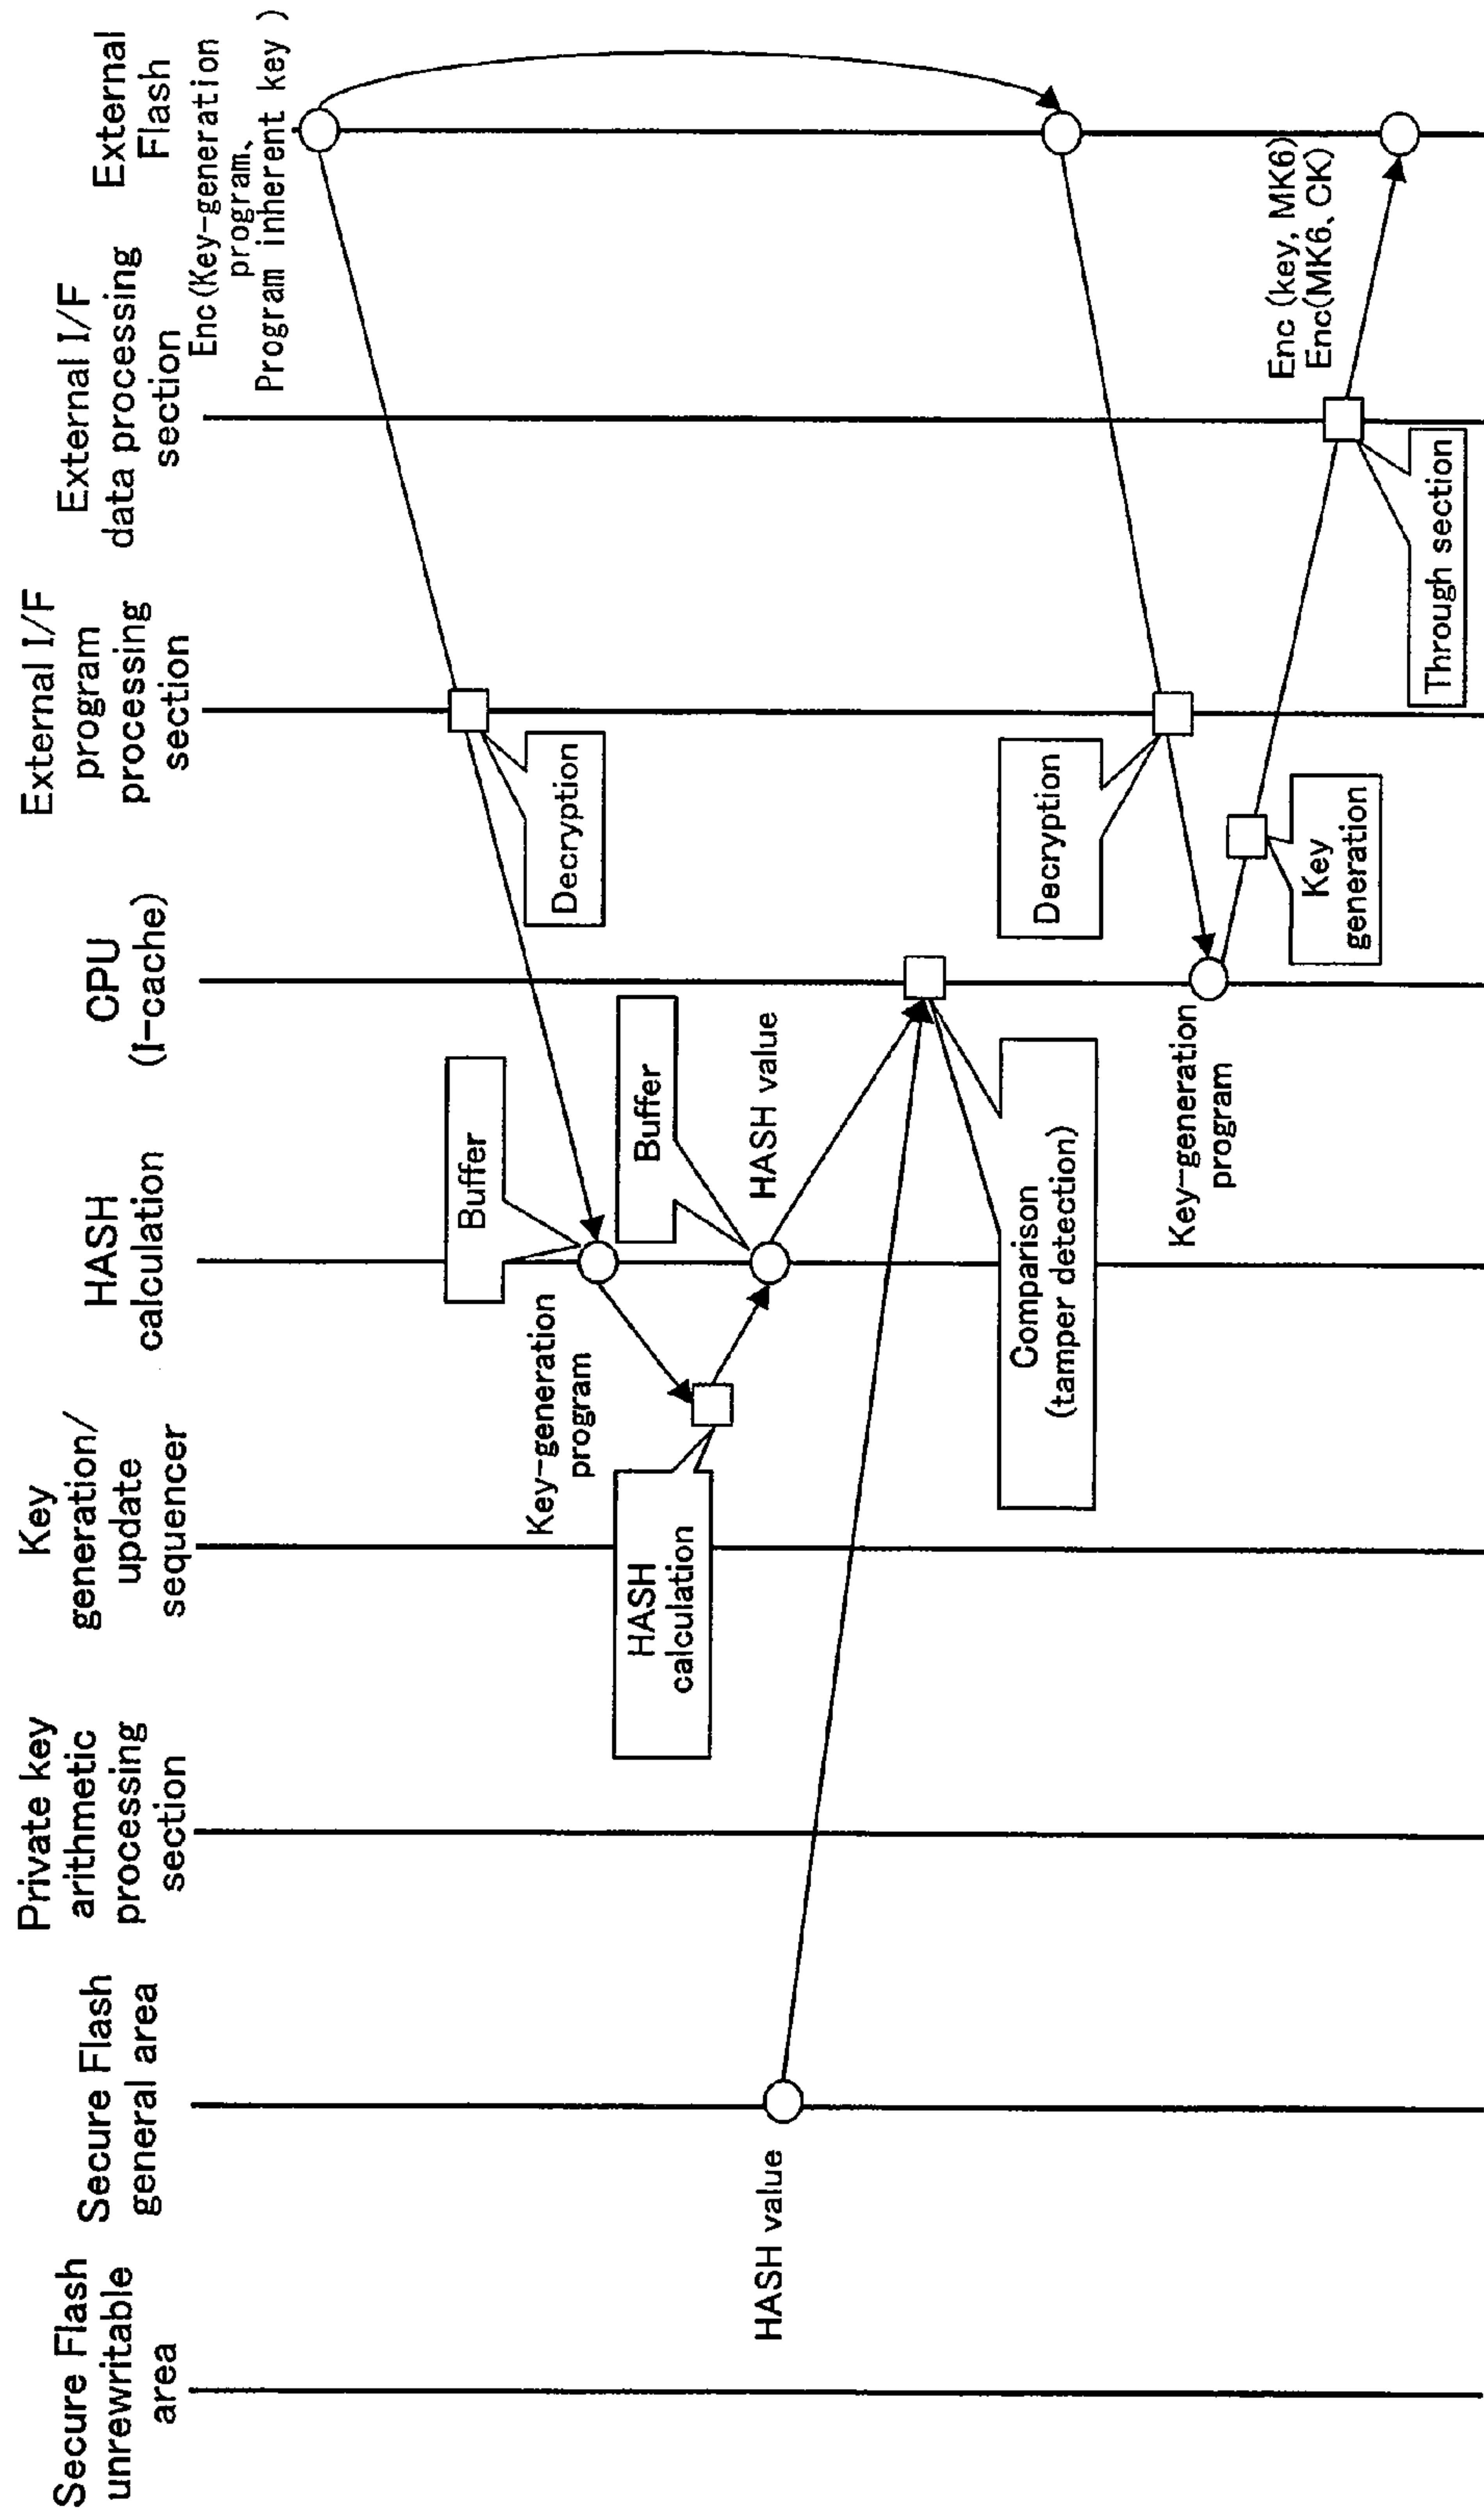 Secure Flash
unrewritable
area
Secure Flash
general area
Private key
arithmetic
processing
section
Key
generation/
update
sequencer
HASH
calculation
CPU
(I-cache)
External I/F
program
processing
section
External I/F
data processing
section
External
Flash
Enc(Key-generation
program、
Program inherent key )
Decryption
Buffer
Key-generation
program
HASH
calculation
Buffer
HASH value
HASH value
Comparison
(tamper detection)
Decryption
Key-generation
program
Key
generation
Through section
Enc (key, MK6)
Enc(MK6、CK)